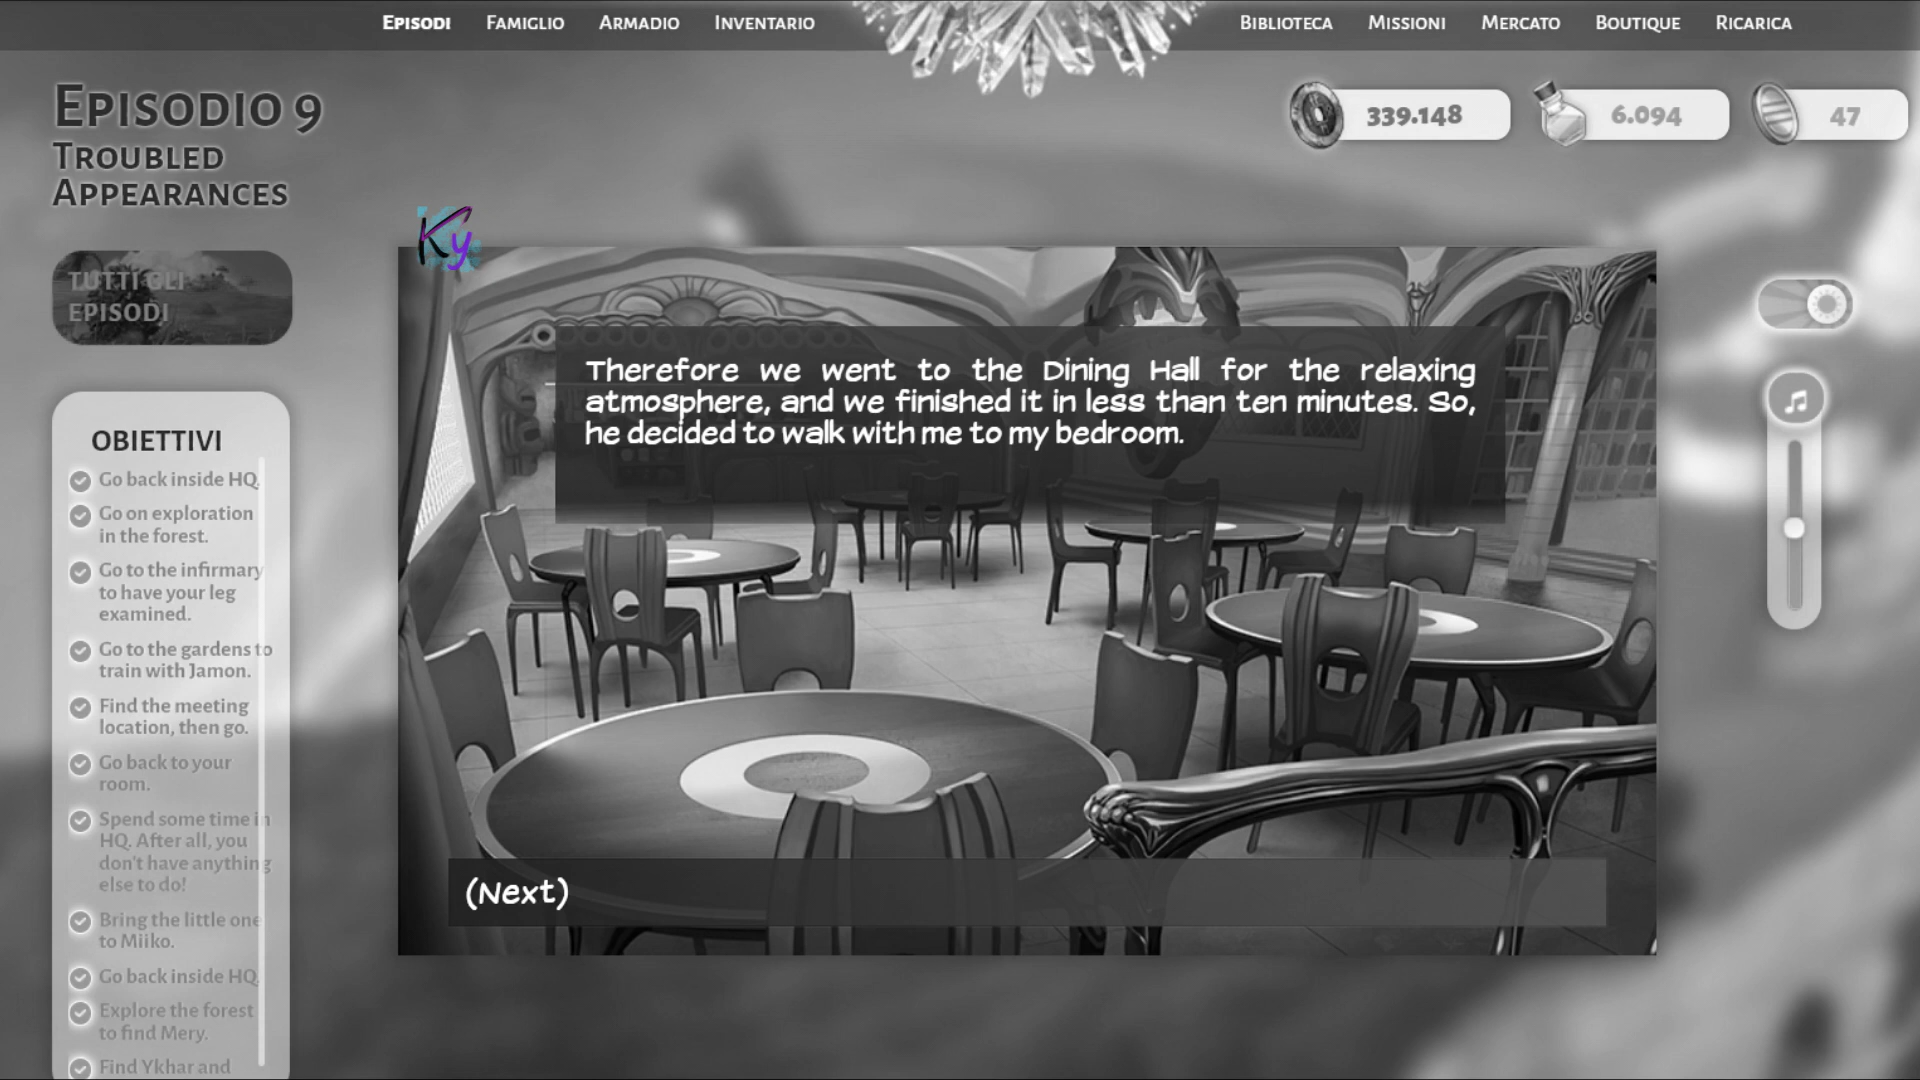 Episodi Famiglio Armadio Inventario Biblioteca Missioni Mercato Boutique Ricarica
Episodio 9
Troubled
Appearances
339.148 6.094 47
Ky
TUTTI GLI
EPISODI
OBIETTIVI
Go back inside HQ.
Go on exploration
in the forest.
Go to the infirmary
to have your leg
examined.
Go to the gardens to
train with Jamon.
Find the meeting
location, then go.
Go back to your
room.
Spend some time in
HQ. After all, you
don't have anything
else to do!
Bring the little one
to Miiko.
Go back inside HQ.
Explore the forest
to find Mery.
Find Ykhar and
Therefore we went to the Dining Hall for the relaxing
atmosphere, and we finished it in less than ten minutes. So,
he decided to walk with me to my bedroom.
(Next)